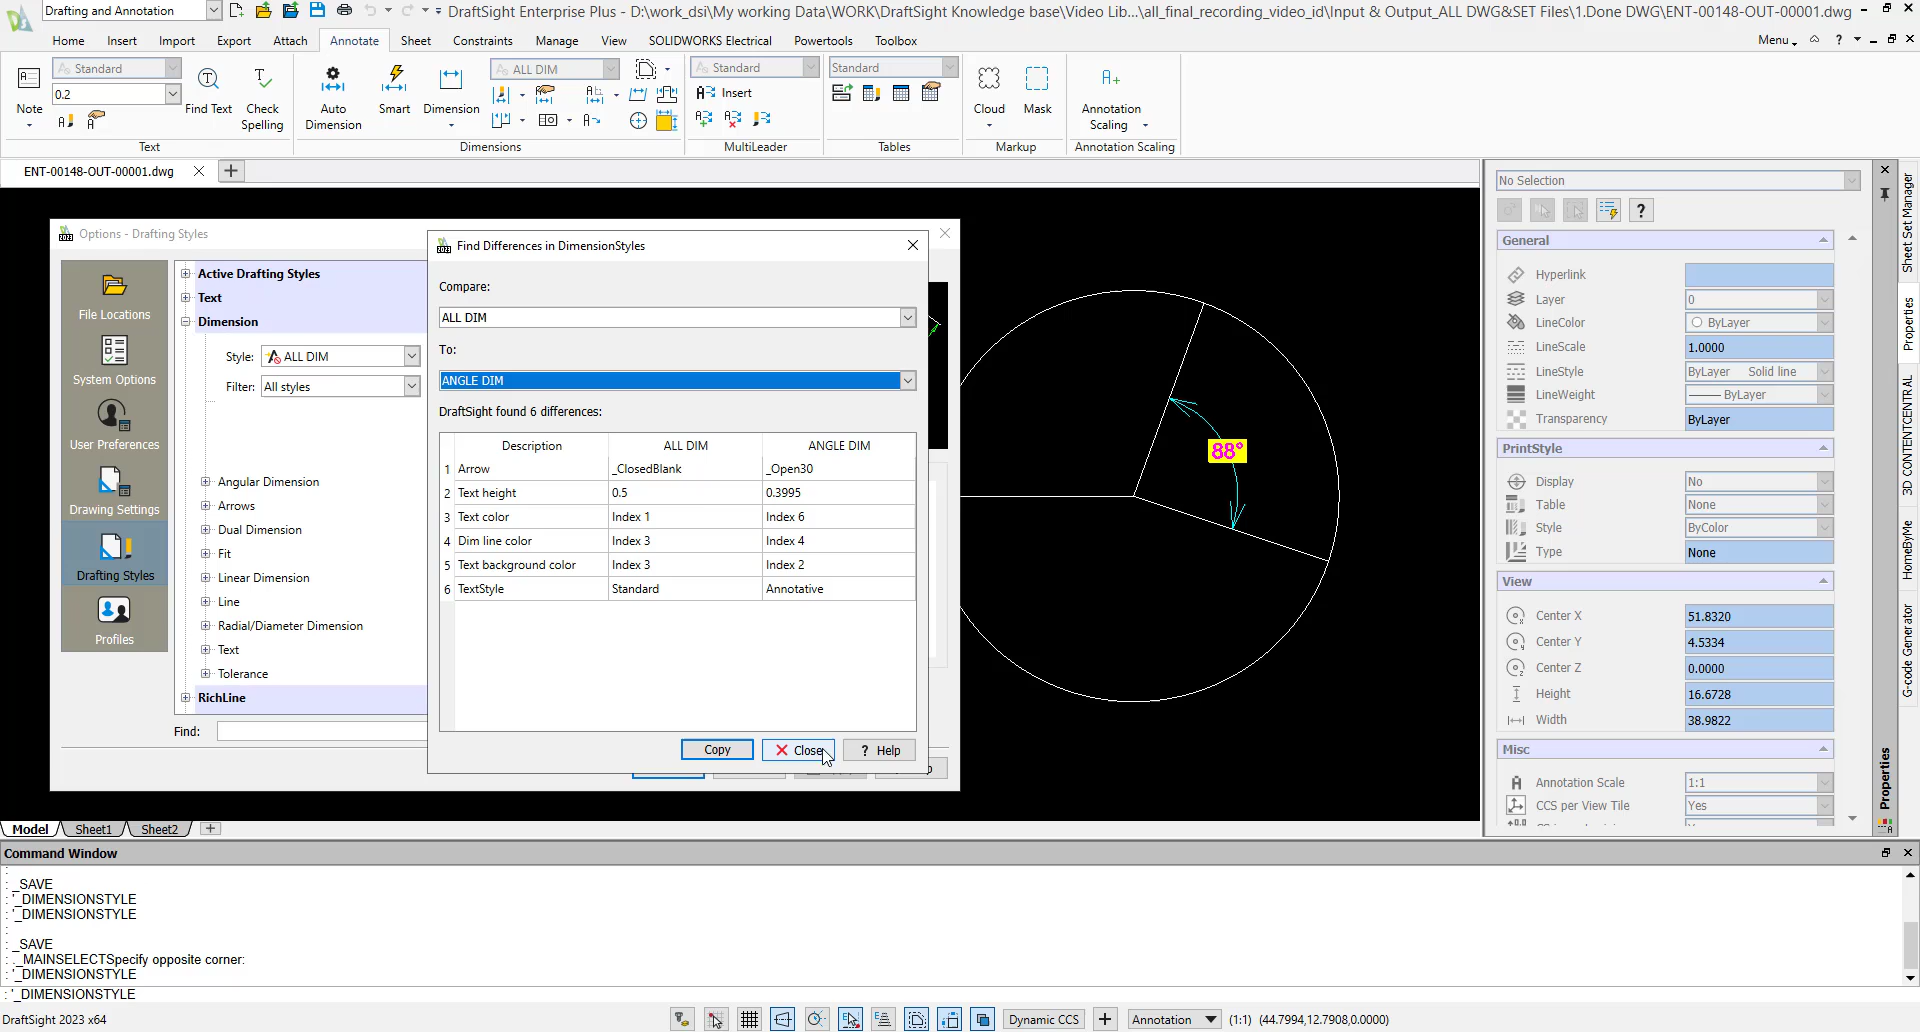 Drafting and Annotation
DraftSight Enterprise Plus - D:\work_dsi\My working Data\WORK\DraftSight Knowledge base\Video Lib...\all_final_recording_video_id\Input & Output_ALL DWG&SET Files\1.Done DWG\ENT-00148-OUT-00001.dwg
Home Insert Import Export Attach Annotate Sheet Constraints Manage View SOLIDWORKS Electrical Powertools Toolbox
Menu
?
Standard
0.2
Note
Find Text
Check Spelling
Text
Auto Dimension
Smart
Dimension
ALL DIM
Dimensions
Standard
Insert
MultiLeader
Standard
Tables
Cloud
Mask
Markup
Annotation Scaling
Annotation Scaling
ENT-00148-OUT-00001.dwg
Options - Drafting Styles
File Locations
System Options
User Preferences
Drawing Settings
Drafting Styles
Profiles
Active Drafting Styles
Text
Dimension
Style: ALL DIM
Filter: All styles
Angular Dimension
Arrows
Dual Dimension
Fit
Linear Dimension
Line
Radial/Diameter Dimension
Text
Tolerance
RichLine
Find:
Find Differences in DimensionStyles
Compare:
ALL DIM
To:
ANGLE DIM
DraftSight found 6 differences:
Description ALL DIM ANGLE DIM
1 Arrow _ClosedBlank _Open30
2 Text height 0.5 0.3995
3 Text color Index 1 Index 6
4 Dim line color Index 3 Index 4
5 Text background color Index 3 Index 2
6 TextStyle Standard Annotative
Copy
Close
? Help
88°
No Selection
?
General
Hyperlink
Layer 0
LineColor ByLayer
LineScale 1.0000
LineStyle ByLayer Solid line
LineWeight ByLayer
Transparency ByLayer
PrintStyle
Display No
Table None
Style ByColor
Type None
View
Center X 51.8320
Center Y 4.5334
Center Z 0.0000
Height 16.6728
Width 38.9822
Misc
Annotation Scale 1:1
CCS per View Tile Yes
Properties
Sheet Set Manager
Properties
3D CONTENTCENTRAL
HomeByMe
G-code Generator
Model Sheet1 Sheet2
Command Window
:
: _SAVE
: '_DIMENSIONSTYLE
: '_DIMENSIONSTYLE
:
: _SAVE
: ._MAINSELECTSpecify opposite corner:
: '_DIMENSIONSTYLE
: '_DIMENSIONSTYLE
DraftSight 2023 x64
Dynamic CCS
Annotation
(1:1)
(44.7994,12.7908,0.0000)